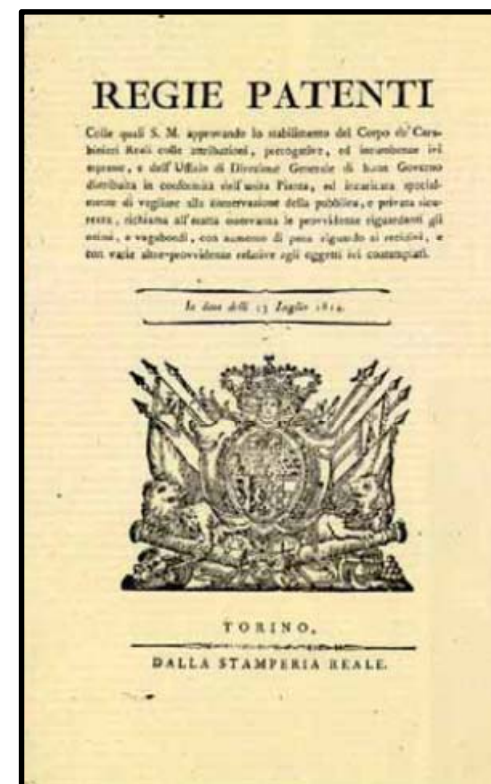 REGIE PATENTI
Colle quali S. M. approvando lo stabilimento del Corpo de' Cara-
binieri Reali colle attribuzioni, prerogative, ed incumbenze ivi
espresse, e dell' Uffizio di Direzione Generale di buon Governo
distribuita in conformità dell' unita Pianta, ed incaricata special-
mente di vegliare alla conservazione della pubblica, e privata sicu-
rezza, richiama all' esatta osservanza le provvidenze riguardanti gli
oziosi, e vagabondi, con aumento di pena riguardo ai recidivi, e
con varie altre provvidenze relative agli oggetti ivi contemplati.
In data delli 13 Luglio 1814.
TORINO,
DALLA STAMPERIA REALE.